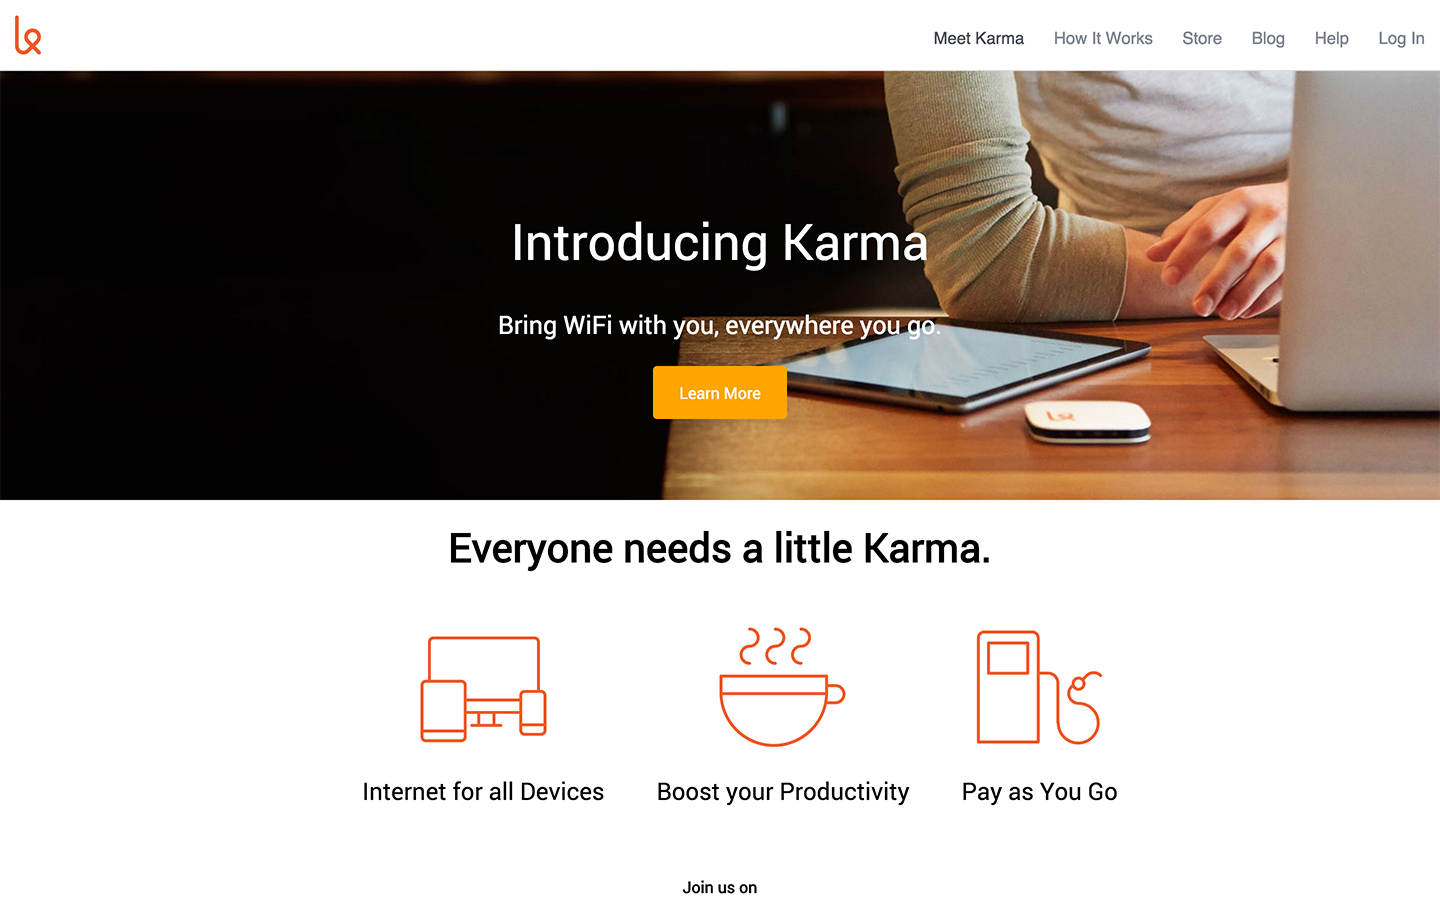 Meet Karma How It Works Store Blog Help Log In
Introducing Karma
Bring WiFi with you, everywhere you go.
Learn More
Everyone needs a little Karma.
Internet for all Devices Boost your Productivity Pay as You Go
Join us on